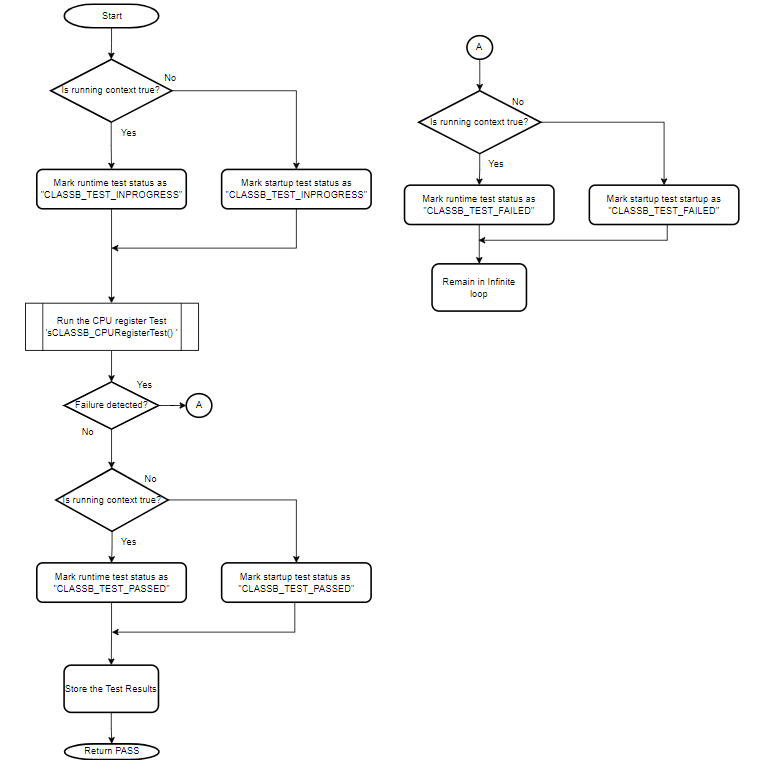 Start
No
Is running context true?
Yes
Mark runtime test status as
"CLASSB_TEST_INPROGRESS"
Mark startup test status as
"CLASSB_TEST_INPROGRESS"
Run the CPU register Test
'sCLASSB_CPURegisterTest() '
Yes
Failure detected?
A
No
No
Is running context true?
Yes
Mark runtime test status as
"CLASSB_TEST_PASSED"
Mark startup test status as
"CLASSB_TEST_PASSED"
Store the Test Results
Return PASS
A
No
Is running context true?
Yes
Mark runtime test status as
"CLASSB_TEST_FAILED"
Mark startup test startup as
"CLASSB_TEST_FAILED"
Remain in Infinite
loop